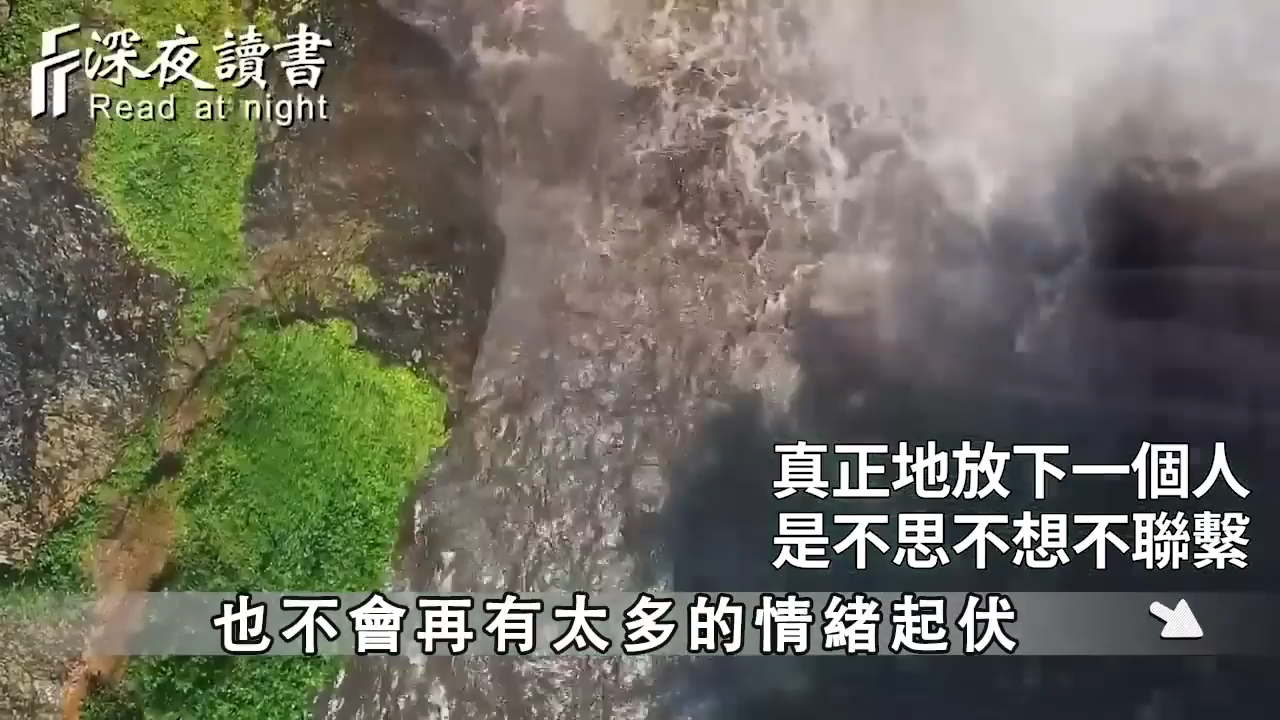 深夜讀書
Read at night
真正地放下一個人
是不思不想不聯繫
也不會再有太多的情緒起伏